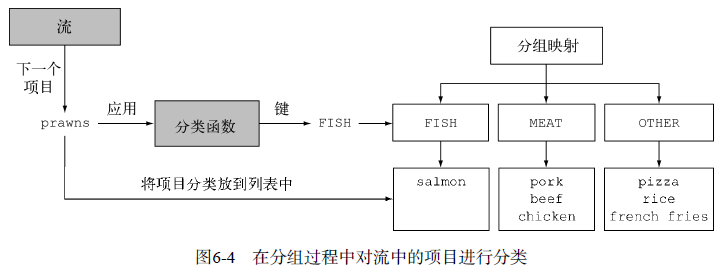 流
下一个
项目
prawns
应用
分类函数
键
FISH
分组映射
FISH
MEAT
OTHER
将项目分类放到列表中
salmon
pork
beef
chicken
pizza
rice
french fries
图6-4 在分组过程中对流中的项目进行分类